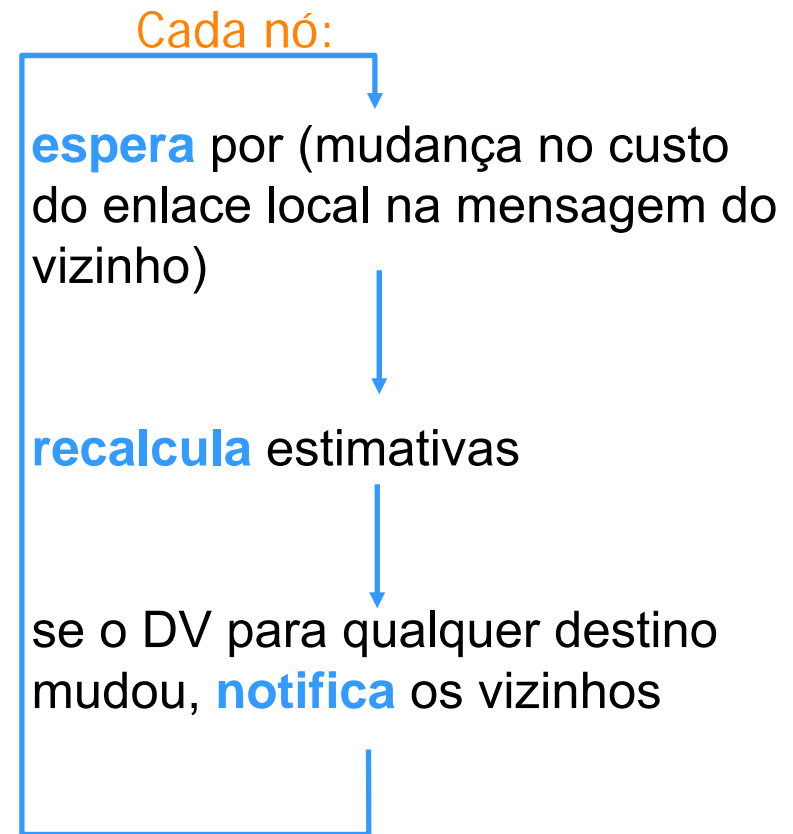 Cada nó:
espera por (mudança no custo
do enlace local na mensagem do
vizinho)
recalcula estimativas
se o DV para qualquer destino
mudou, notifica os vizinhos